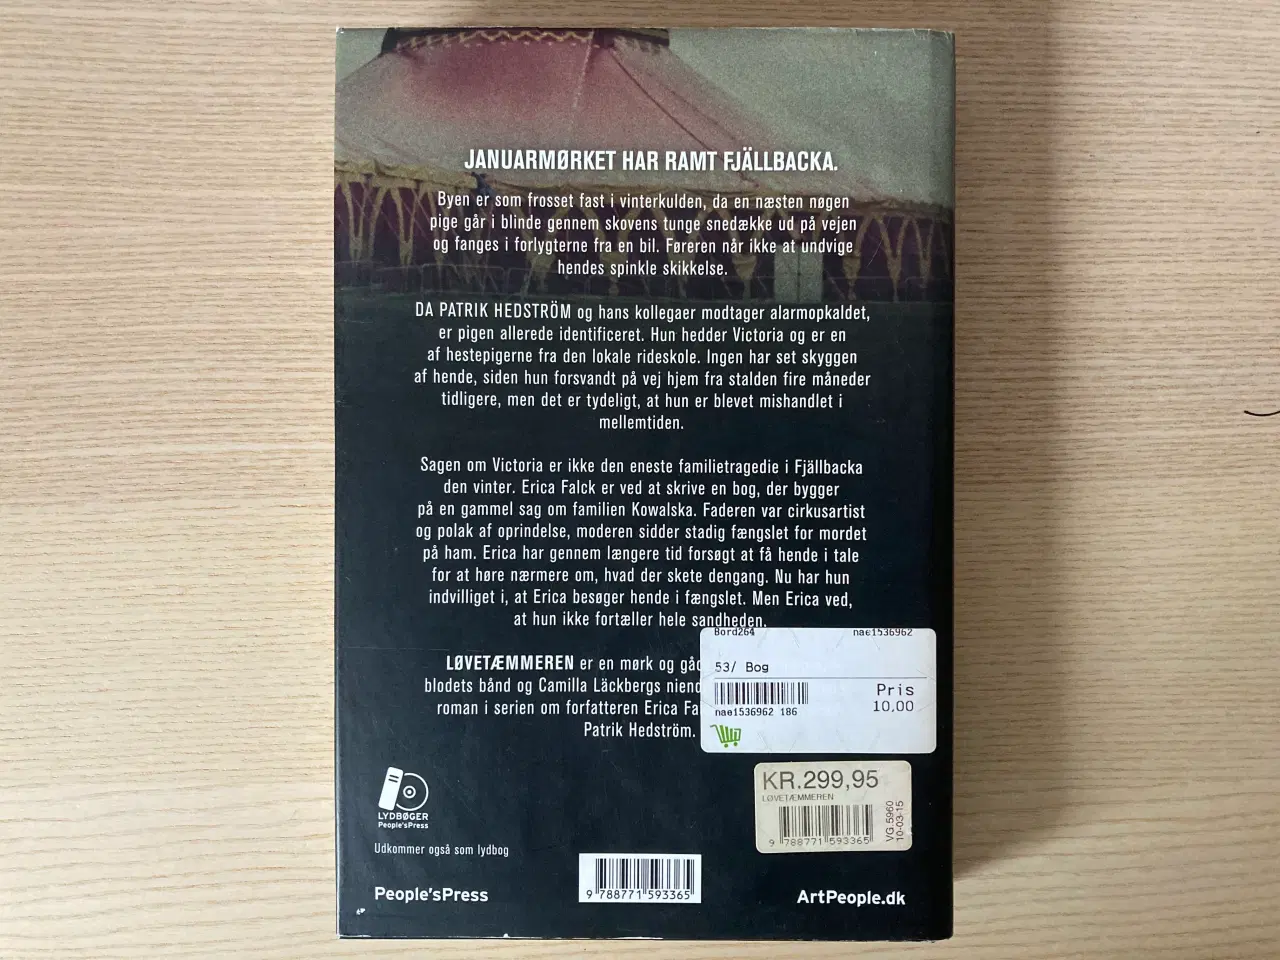 JANUARMØRKET HAR RAMT FJÄLLBACKA.
Byen er som frosset fast i vinterkulden, da en næsten nøgen
pige går i blinde gennem skovens tunge snedække ud på vejen
og fanges i forlygterne fra en bil. Føreren når ikke at undvige
hendes spinkle skikkelse.
DA PATRIK HEDSTRÖM og hans kollegaer modtager alarmopkaldet,
er pigen allerede identificeret. Hun hedder Victoria og er en
af hestepigerne fra den lokale rideskole. Ingen har set skyggen
af hende, siden hun forsvandt på vej hjem fra stalden fire måneder
tidligere, men det er tydeligt, at hun er blevet mishandlet i
mellemtiden.
Sagen om Victoria er ikke den eneste familietragedie i Fjällbacka
den vinter. Erica Falck er ved at skrive en bog, der bygger
på en gammel sag om familien Kowalska. Faderen var cirkusartist
og polak af oprindelse, moderen sidder stadig fængslet for mordet
på ham. Erica har gennem længere tid forsøgt at få hende i tale
for at høre nærmere om, hvad der skete dengang. Nu har hun
indvilliget i, at Erica besøger hende i fængslet. Men Erica ved,
at hun ikke fortæller hele sandheden.
LØVETÆMMEREN er en mørk og
blodets bånd og Camilla Läckbergs
roman i serien om forfatteren Erica
Patrik Hedström.
Bord264 nae1536962
53/ Bog
Pris
10,00
nae1536962 186
KR.299,95
LØVETÆMMEREN
VG.5960
10-03-15
9 788771 593365
LYDBØGER
People'sPress
Udkommer også som lydbog
9 788771 593365
People'sPress
ArtPeople.dk